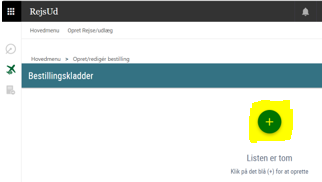 RejsUd
Hovedmenu Opret Rejse/udlæg
Hovedmenu > Opret/redigér bestilling
Bestillingskladder
Listen er tom
Klik på det blå (+) for at oprette